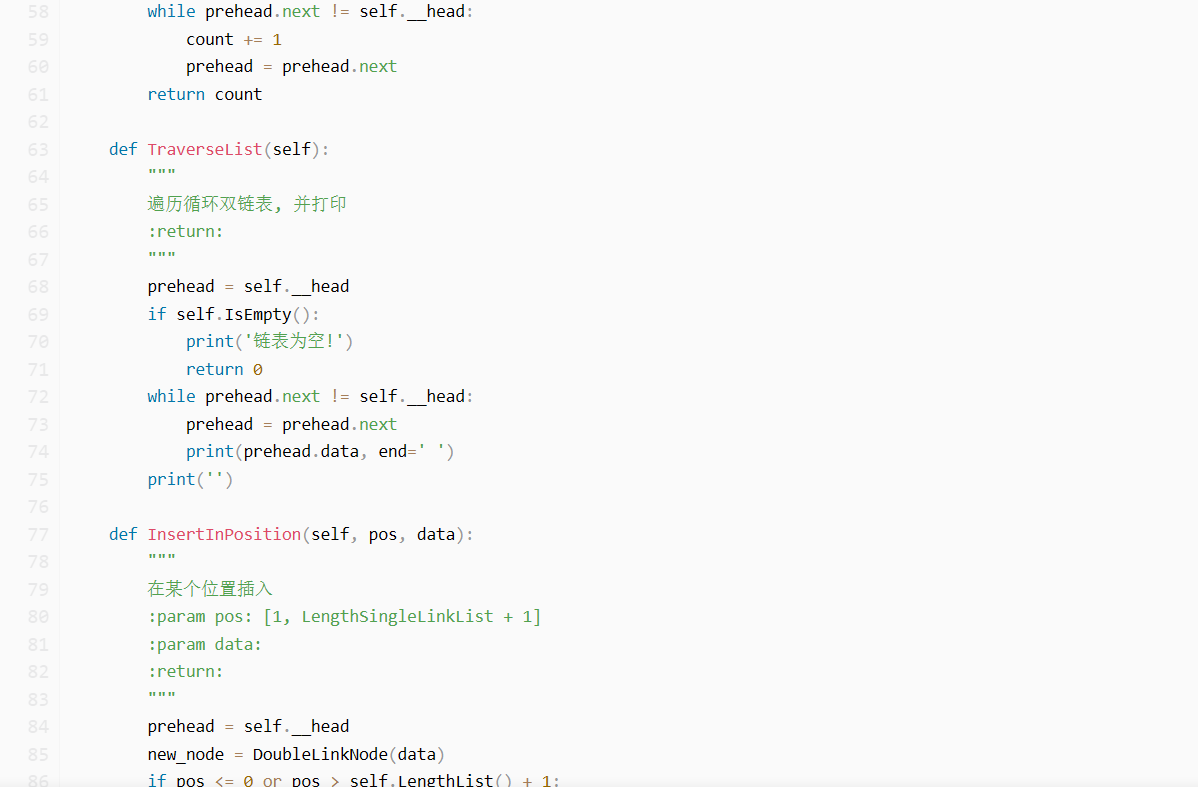 58 while prehead.next != self.__head:
59 count += 1
60 prehead = prehead.next
61 return count
62
63 def TraverseList(self):
64 """
65 遍历循环双链表, 并打印
66 :return:
67 """
68 prehead = self.__head
69 if self.IsEmpty():
70 print('链表为空!')
71 return 0
72 while prehead.next != self.__head:
73 prehead = prehead.next
74 print(prehead.data, end=' ')
75 print('')
76
77 def InsertInPosition(self, pos, data):
78 """
79 在某个位置插入
80 :param pos: [1, LengthSingleLinkList + 1]
81 :param data:
82 :return:
83 """
84 prehead = self.__head
85 new_node = DoubleLinkNode(data)
86 if pos <= 0 or pos > self.LengthList() + 1: